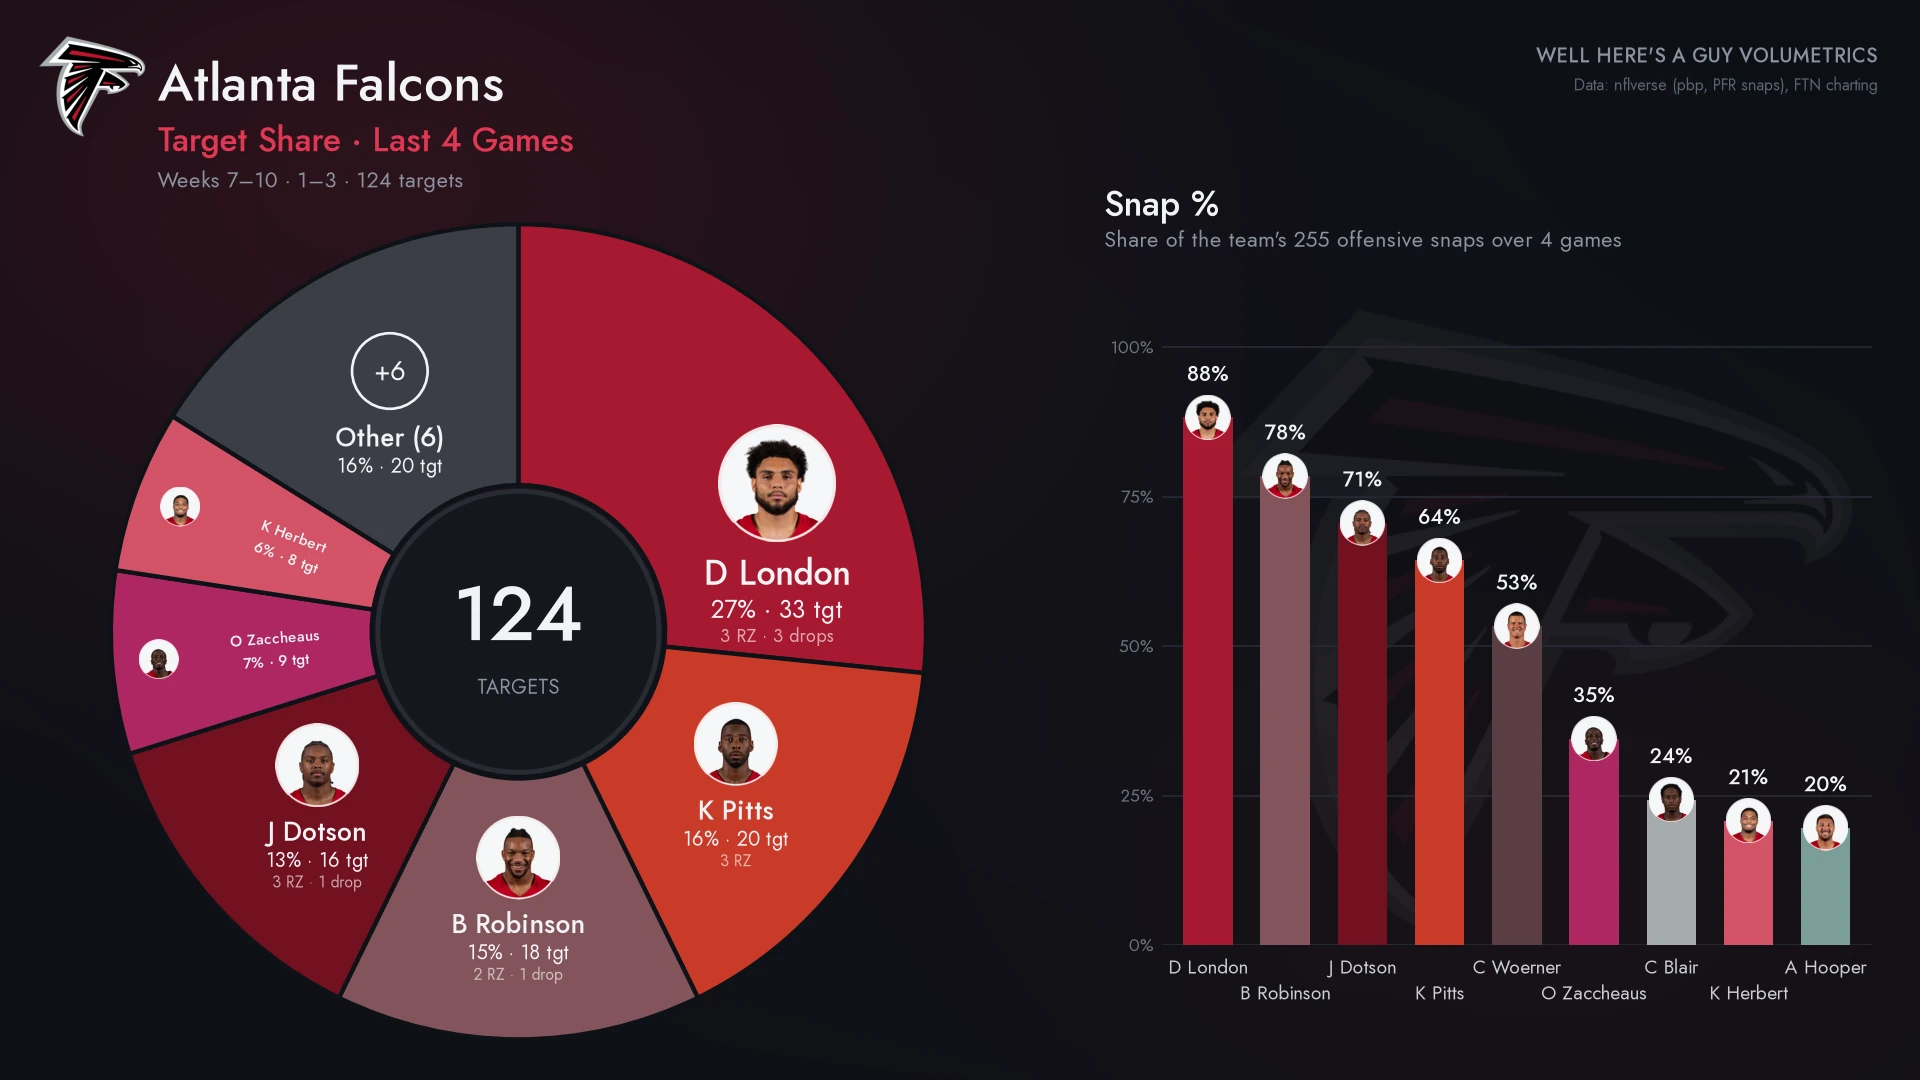 Atlanta Falcons
Target Share · Last 4 Games
Weeks 7–10 · 1–3 · 124 targets
WELL HERE'S A GUY VOLUMETRICS
Data: nflverse (pbp, PFR snaps), FTN charting
+6
Other (6)
16% · 20 tgt
D London
27% · 33 tgt
3 RZ · 3 drops
K Herbert
6% · 8 tgt
O Zaccheaus
7% · 9 tgt
124
TARGETS
K Pitts
16% · 20 tgt
3 RZ
J Dotson
13% · 16 tgt
3 RZ · 1 drop
B Robinson
15% · 18 tgt
2 RZ · 1 drop
Snap %
Share of the team's 255 offensive snaps over 4 games
100%
75%
50%
25%
0%
88%
78%
71%
64%
53%
35%
24%
21%
20%
D London
B Robinson
J Dotson
K Pitts
C Woerner
O Zaccheaus
C Blair
K Herbert
A Hooper